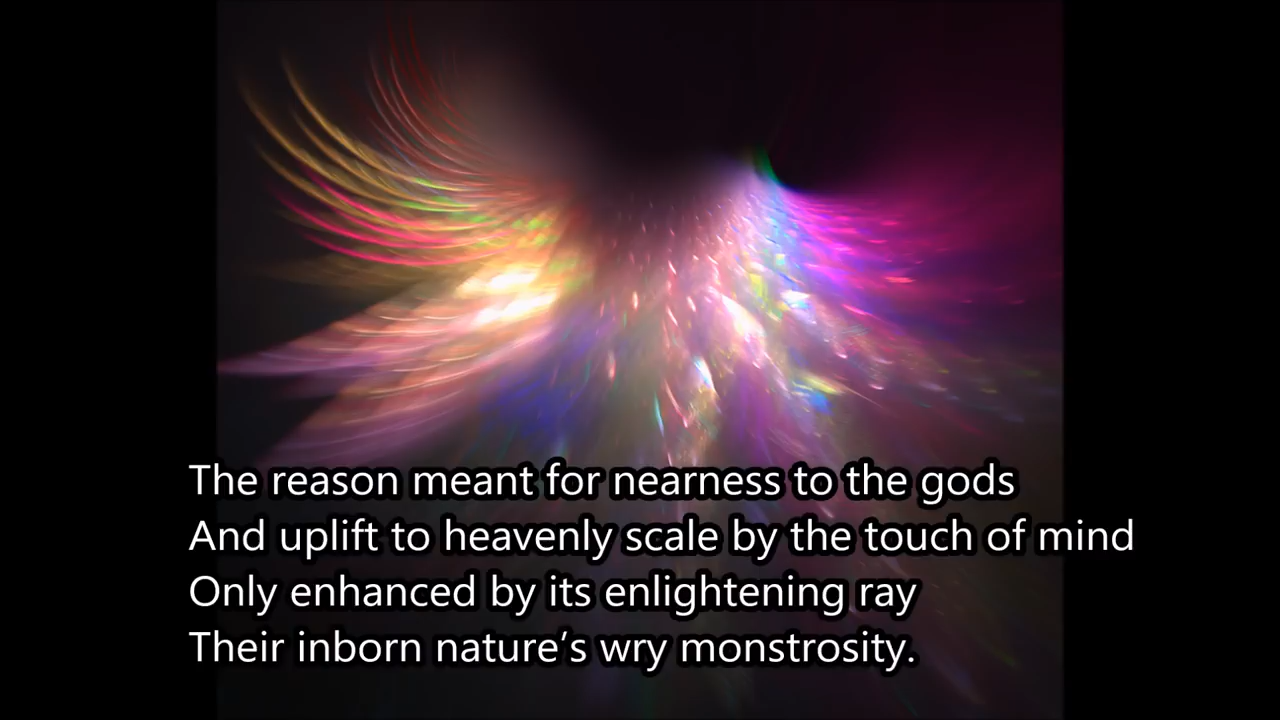 The reason meant for nearness to the gods
And uplift to heavenly scale by the touch of mind
Only enhanced by its enlightening ray
Their inborn nature’s wry monstrosity.